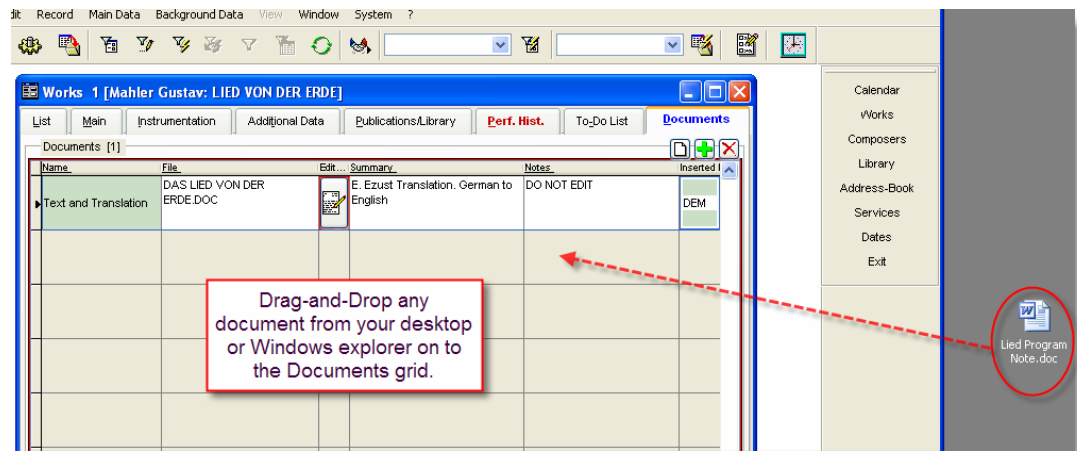 dit Record Main Data Background Data View Window System ?
Works 1 [Mahler Gustav: LIED VON DER ERDE]
List Main Instrumentation Additional Data Publications/Library Perf. Hist. To-Do List Documents
Documents [1]
Name File Edit... Summary Notes Inserted
Text and Translation
DAS LIED VON DER
ERDE.DOC
E. Ezust Translation. German to
English
DO NOT EDIT
DEM
Drag-and-Drop any
document from your desktop
or Windows explorer on to
the Documents grid.
Calendar
Works
Composers
Library
Address-Book
Services
Dates
Exit
Lied Program
Note.doc